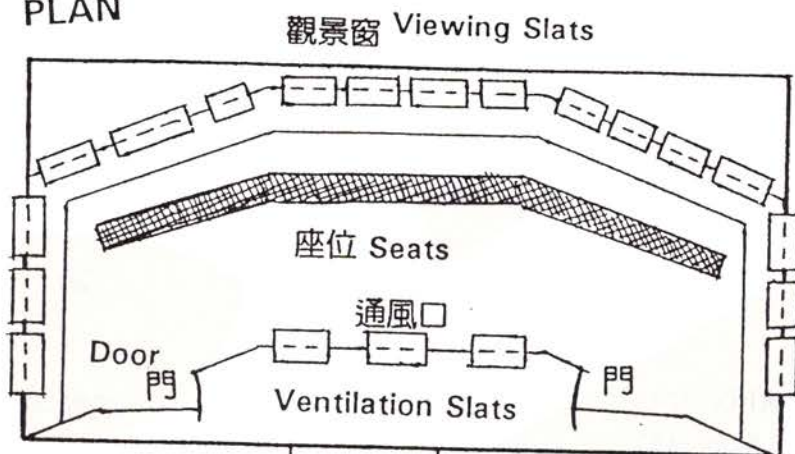 PLAN
觀景窗 Viewing Slats
座位 Seats
通風口
Door
門
門
Ventilation Slats